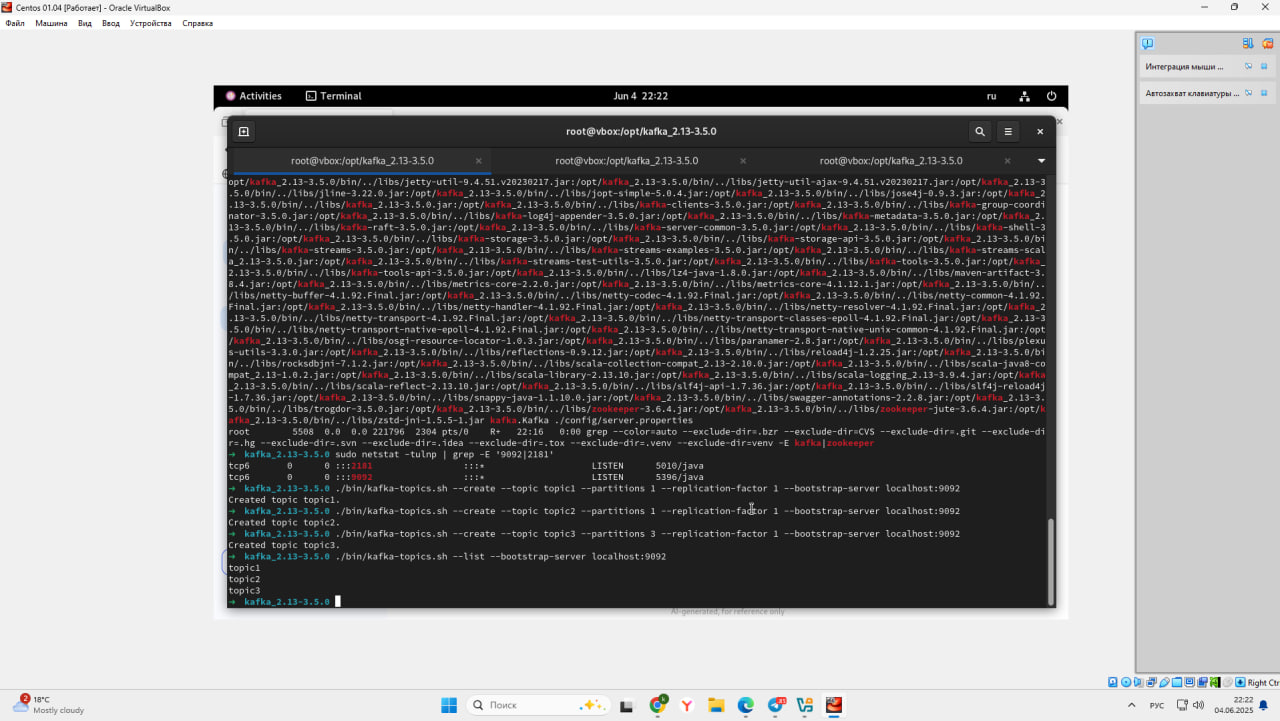 Centos 01.04 [Работает] - Oracle VirtualBox
Файл Машина Вид Ввод Устройства Справка
Интеграция мыши ...
Автозахват клавиатуры ...
Activities Terminal Jun 4 22:22 ru
root@vbox:/opt/kafka_2.13-3.5.0
root@vbox:/opt/kafka_2.13-3.5.0 root@vbox:/opt/kafka_2.13-3.5.0 root@vbox:/opt/kafka_2.13-3.5.0
opt/kafka_2.13-3.5.0/bin/../libs/jetty-util-9.4.51.v20230217.jar:/opt/kafka_2.13-3.5.0/bin/../libs/jetty-util-ajax-9.4.51.v20230217.jar:/opt/kafka_2.13-3
.5.0/bin/../libs/jline-3.22.0.jar:/opt/kafka_2.13-3.5.0/bin/../libs/jopt-simple-5.0.4.jar:/opt/kafka_2.13-3.5.0/bin/../libs/jose4j-0.9.3.jar:/opt/kafka_2.13-3
.5.0/bin/../libs/kafka-clients-3.5.0.jar:/opt/kafka_2.13-3.5.0/bin/../libs/kafka-group-coordi
nator-3.5.0.jar:/opt/kafka_2.13-3.5.0/bin/../libs/kafka-log4j-appender-3.5.0.jar:/opt/kafka_2.13-3.5.0/bin/../libs/kafka-metadata-3.5.0.jar:/opt/kafka_2.
13-3.5.0/bin/../libs/kafka-raft-3.5.0.jar:/opt/kafka_2.13-3.5.0/bin/../libs/kafka-server-common-3.5.0.jar:/opt/kafka_2.13-3.5.0/bin/../libs/kafka-shell-3
.5.0.jar:/opt/kafka_2.13-3.5.0/bin/../libs/kafka-storage-3.5.0.jar:/opt/kafka_2.13-3.5.0/bin/../libs/kafka-storage-api-3.5.0.jar:/opt/kafka_2.13-3.5.0/bi
n/../libs/kafka-streams-3.5.0.jar:/opt/kafka_2.13-3.5.0/bin/../libs/kafka-streams-examples-3.5.0.jar:/opt/kafka_2.13-3.5.0/bin/../libs/kafka-streams-scal
a_2.13-3.5.0.jar:/opt/kafka_2.13-3.5.0/bin/../libs/kafka-streams-test-utils-3.5.0.jar:/opt/kafka_2.13-3.5.0/bin/../libs/kafka-tools-3.5.0.jar:/opt/kafka_
2.13-3.5.0/bin/../libs/kafka-tools-api-3.5.0.jar:/opt/kafka_2.13-3.5.0/bin/../libs/lz4-java-1.8.0.jar:/opt/kafka_2.13-3.5.0/bin/../libs/maven-artifact-3.
8.4.jar:/opt/kafka_2.13-3.5.0/bin/../libs/metrics-core-2.2.0.jar:/opt/kafka_2.13-3.5.0/bin/../libs/metrics-core-4.1.12.1.jar:/opt/kafka_2.13-3.5.0/bin/..
/libs/netty-buffer-4.1.92.Final.jar:/opt/kafka_2.13-3.5.0/bin/../libs/netty-codec-4.1.92.Final.jar:/opt/kafka_2.13-3.5.0/bin/../libs/netty-common-4.1.92.
Final.jar:/opt/kafka_2.13-3.5.0/bin/../libs/netty-handler-4.1.92.Final.jar:/opt/kafka_2.13-3.5.0/bin/../libs/netty-resolver-4.1.92.Final.jar:/opt/kafka_2
.13-3.5.0/bin/../libs/netty-transport-4.1.92.Final.jar:/opt/kafka_2.13-3.5.0/bin/../libs/netty-transport-classes-epoll-4.1.92.Final.jar:/opt/kafka_2.13-3
.5.0/bin/../libs/netty-transport-native-epoll-4.1.92.Final.jar:/opt/kafka_2.13-3.5.0/bin/../libs/netty-transport-native-unix-common-4.1.92.Final.jar:/opt
/kafka_2.13-3.5.0/bin/../libs/osgi-resource-locator-1.0.3.jar:/opt/kafka_2.13-3.5.0/bin/../libs/paranamer-2.8.jar:/opt/kafka_2.13-3.5.0/bin/../libs/plexu
s-utils-3.3.0.jar:/opt/kafka_2.13-3.5.0/bin/../libs/reflections-0.9.12.jar:/opt/kafka_2.13-3.5.0/bin/../libs/reload4j-1.2.25.jar:/opt/kafka_2.13-3.5.0/bi
n/../libs/rocksdbjni-7.1.2.jar:/opt/kafka_2.13-3.5.0/bin/../libs/scala-collection-compat_2.13-2.10.0.jar:/opt/kafka_2.13-3.5.0/bin/../libs/scala-java8-co
mpat_2.13-1.0.2.jar:/opt/kafka_2.13-3.5.0/bin/../libs/scala-library-2.13.10.jar:/opt/kafka_2.13-3.5.0/bin/../libs/scala-logging_2.13-3.9.4.jar:/opt/kafka
_2.13-3.5.0/bin/../libs/scala-reflect-2.13.10.jar:/opt/kafka_2.13-3.5.0/bin/../libs/slf4j-api-1.7.36.jar:/opt/kafka_2.13-3.5.0/bin/../libs/slf4j-reload4j
-1.7.36.jar:/opt/kafka_2.13-3.5.0/bin/../libs/snappy-java-1.1.10.0.jar:/opt/kafka_2.13-3.5.0/bin/../libs/swagger-annotations-2.2.8.jar:/opt/kafka_2.13-3.
5.0/bin/../libs/trogdor-3.5.0.jar:/opt/kafka_2.13-3.5.0/bin/../libs/zookeeper-3.6.4.jar:/opt/kafka_2.13-3.5.0/bin/../libs/zookeeper-jute-3.6.4.jar:/opt/k
afka_2.13-3.5.0/bin/../libs/zstd-jni-1.5.5-1.jar kafka.Kafka ./config/server.properties
root 5508 0.0 0.0 221796 2304 pts/0 R+ 22:16 0:00 grep --color=auto --exclude-dir=.bzr --exclude-dir=CVS --exclude-dir=.git --exclude-di
r=.hg --exclude-dir=.svn --exclude-dir=.idea --exclude-dir=.tox --exclude-dir=.venv --exclude-dir=venv -E kafka|zookeeper
→ kafka_2.13-3.5.0 sudo netstat -tulnp | grep -E '9092|2181'
tcp6 0 0 :::2181 :::* LISTEN 5010/java
tcp6 0 0 :::9092 :::* LISTEN 5396/java
→ kafka_2.13-3.5.0 ./bin/kafka-topics.sh --create --topic topic1 --partitions 1 --replication-factor 1 --bootstrap-server localhost:9092
Created topic topic1.
→ kafka_2.13-3.5.0 ./bin/kafka-topics.sh --create --topic topic2 --partitions 1 --replication-factor 1 --bootstrap-server localhost:9092
Created topic topic2.
→ kafka_2.13-3.5.0 ./bin/kafka-topics.sh --create --topic topic3 --partitions 3 --replication-factor 1 --bootstrap-server localhost:9092
Created topic topic3.
→ kafka_2.13-3.5.0 ./bin/kafka-topics.sh --list --bootstrap-server localhost:9092
topic1
topic2
topic3
→ kafka_2.13-3.5.0
AI-generated, for reference only
Right Ctrl
2
18°C
Mostly cloudy
Поиск
РУС
22:22
04.06.2025